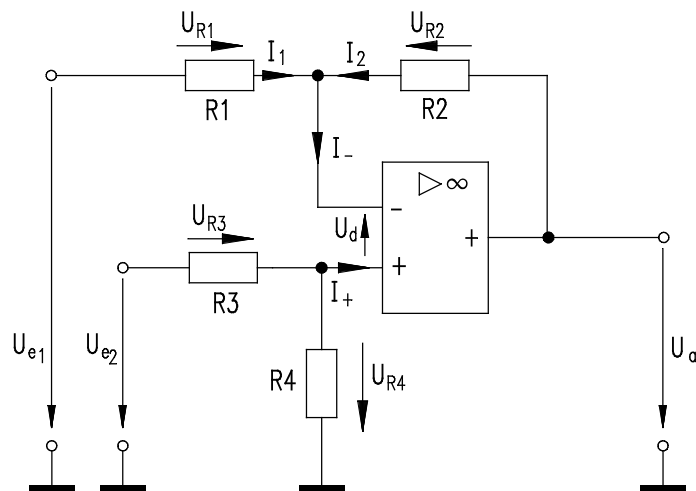 U_R1
I_1
I_2
U_R2
R1
R2
I_-
▷∞
U_R3
U_d
-
+
+
R3
I_+
U_e1
U_e2
R4
U_R4
U_a